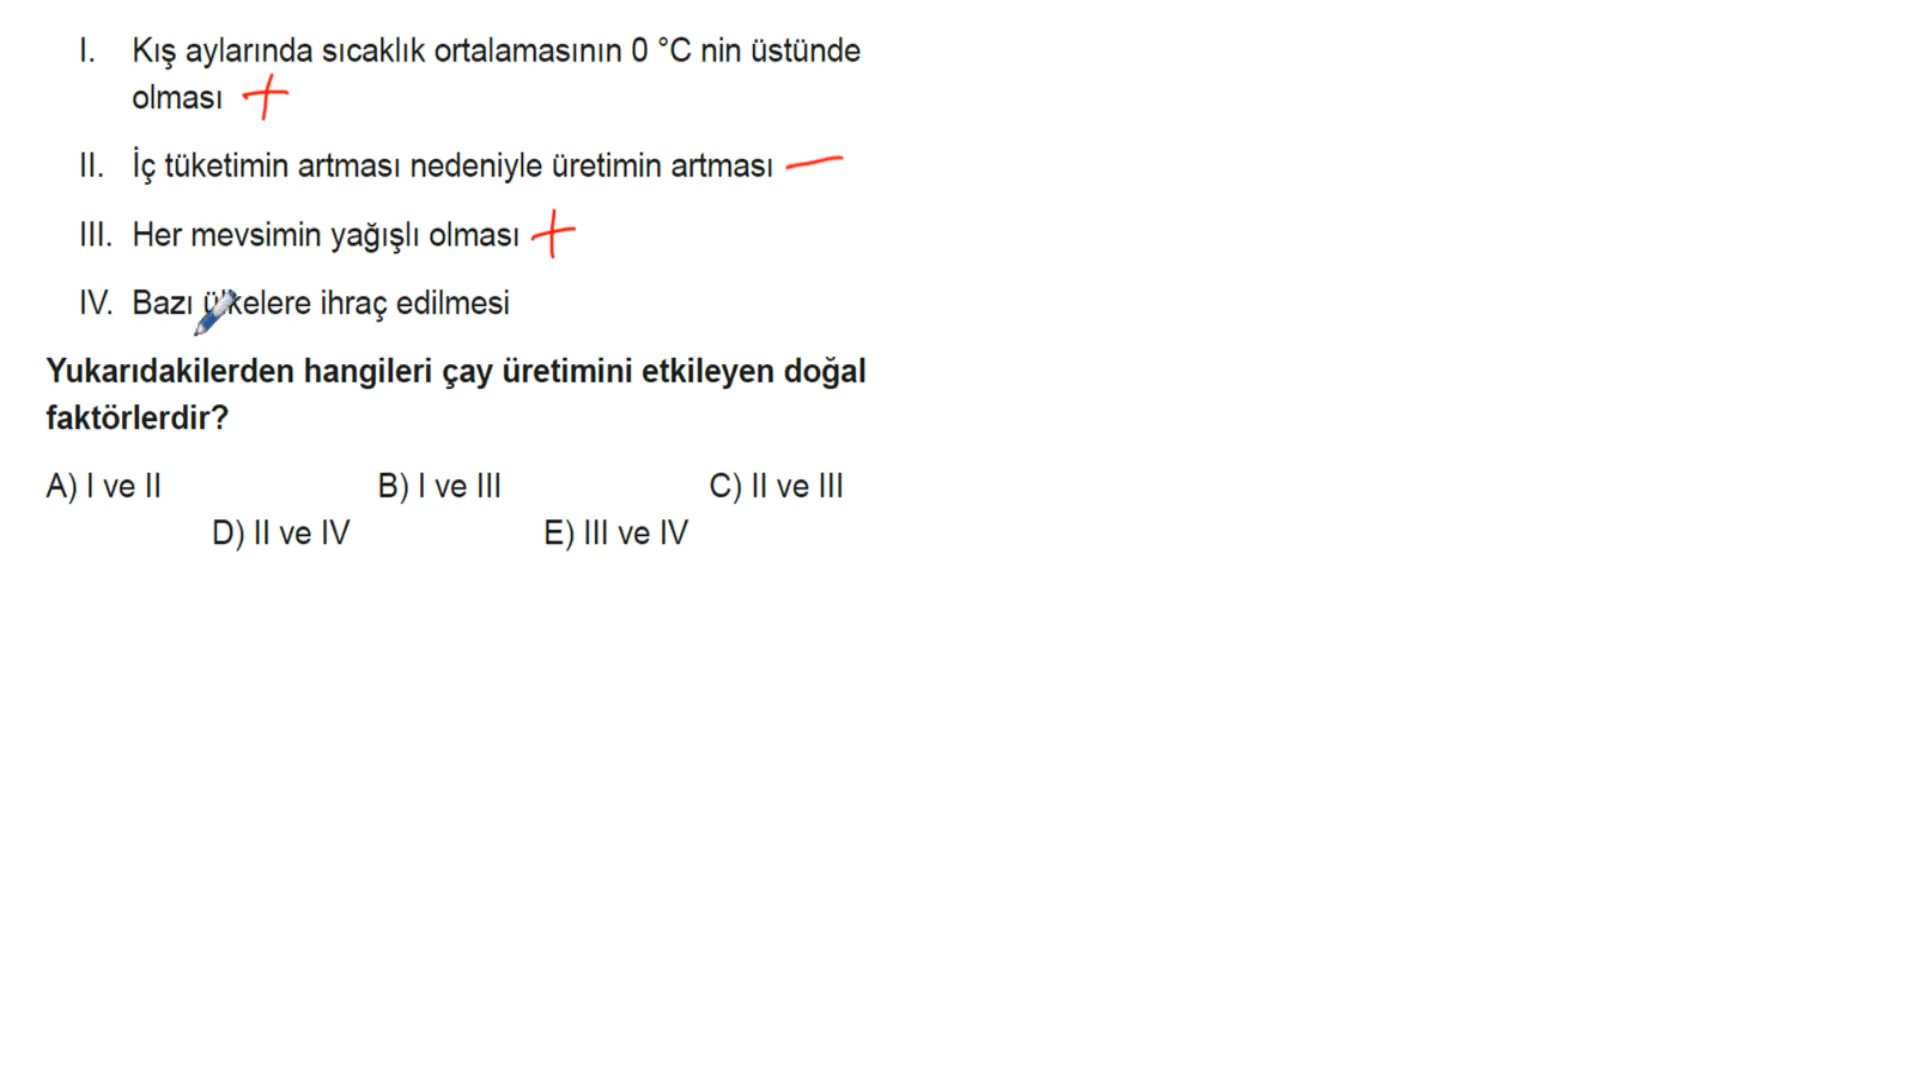 I. Kış aylarında sıcaklık ortalamasının 0 °C nin üstünde
olması +
II. İç tüketimin artması nedeniyle üretimin artması —
III. Her mevsimin yağışlı olması +
IV. Bazı ülkelere ihraç edilmesi
Yukarıdakilerden hangileri çay üretimini etkileyen doğal
faktörlerdir?
A) I ve II B) I ve III C) II ve III
D) II ve IV E) III ve IV